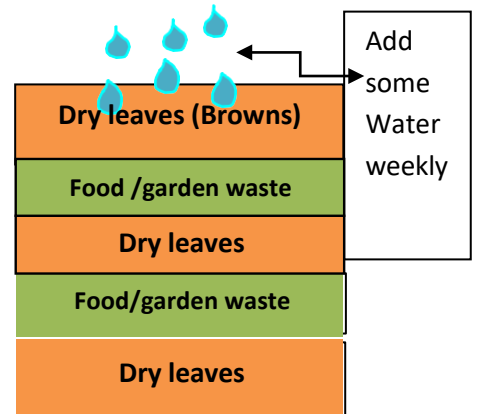 Add
some
Water
weekly
Dry leaves (Browns)
Food /garden waste
Dry leaves
Food/garden waste
Dry leaves